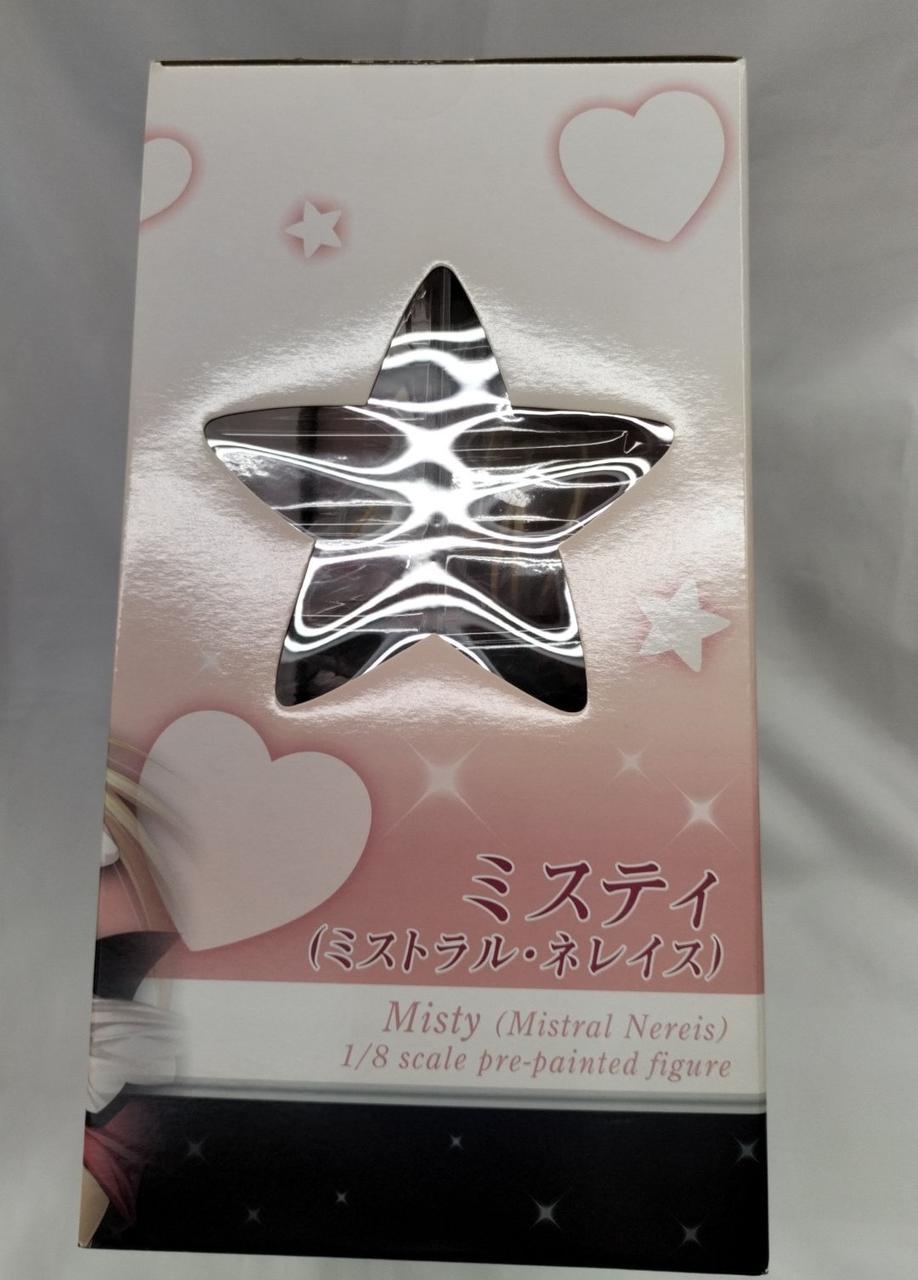 ミスティ
(ミストラル・ネレイス)
Misty (Mistral Nereis)
1/8 scale pre-painted figure